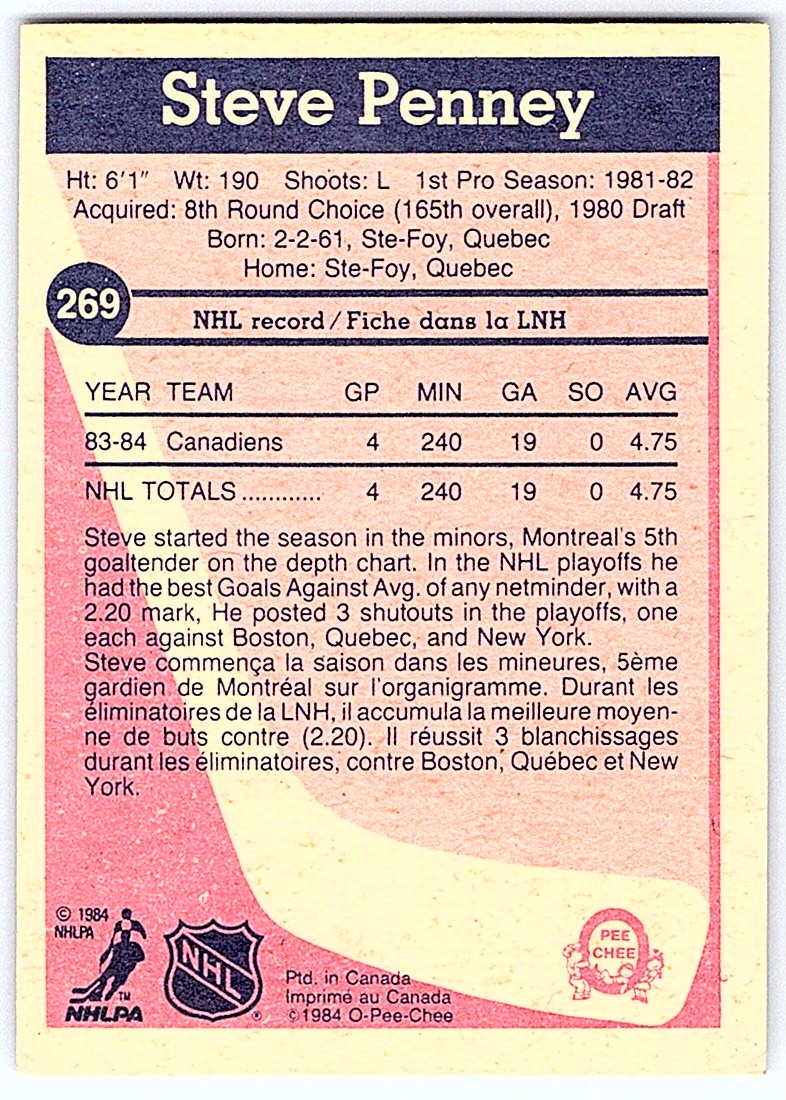 Steve Penney
Ht: 6'1" Wt: 190 Shoots: L 1st Pro Season: 1981-82
Acquired: 8th Round Choice (165th overall), 1980 Draft
Born: 2-2-61, Ste-Foy, Quebec
Home: Ste-Foy, Quebec
269
NHL record/Fiche dans la LNH
YEAR TEAM GP MIN GA SO AVG
83-84 Canadiens 4 240 19 0 4.75
NHL TOTALS ............ 4 240 19 0 4.75
Steve started the season in the minors, Montreal's 5th
goaltender on the depth chart. In the NHL playoffs he
had the best Goals Against Avg. of any netminder, with a
2.20 mark, He posted 3 shutouts in the playoffs, one
each against Boston, Quebec, and New York.
Steve commença la saison dans les mineures, 5ème
gardien de Montréal sur l'organigramme. Durant les
éliminatoires de la LNH, il accumula la meilleure moyen-
ne de buts contre (2.20). Il réussit 3 blanchissages
durant les éliminatoires, contre Boston, Québec et New
York.
© 1984
NHLPA
TM
NHLPA
NHL
®
Ptd. in Canada
Imprimé au Canada
©1984 O-Pee-Chee
PEE
CHEE